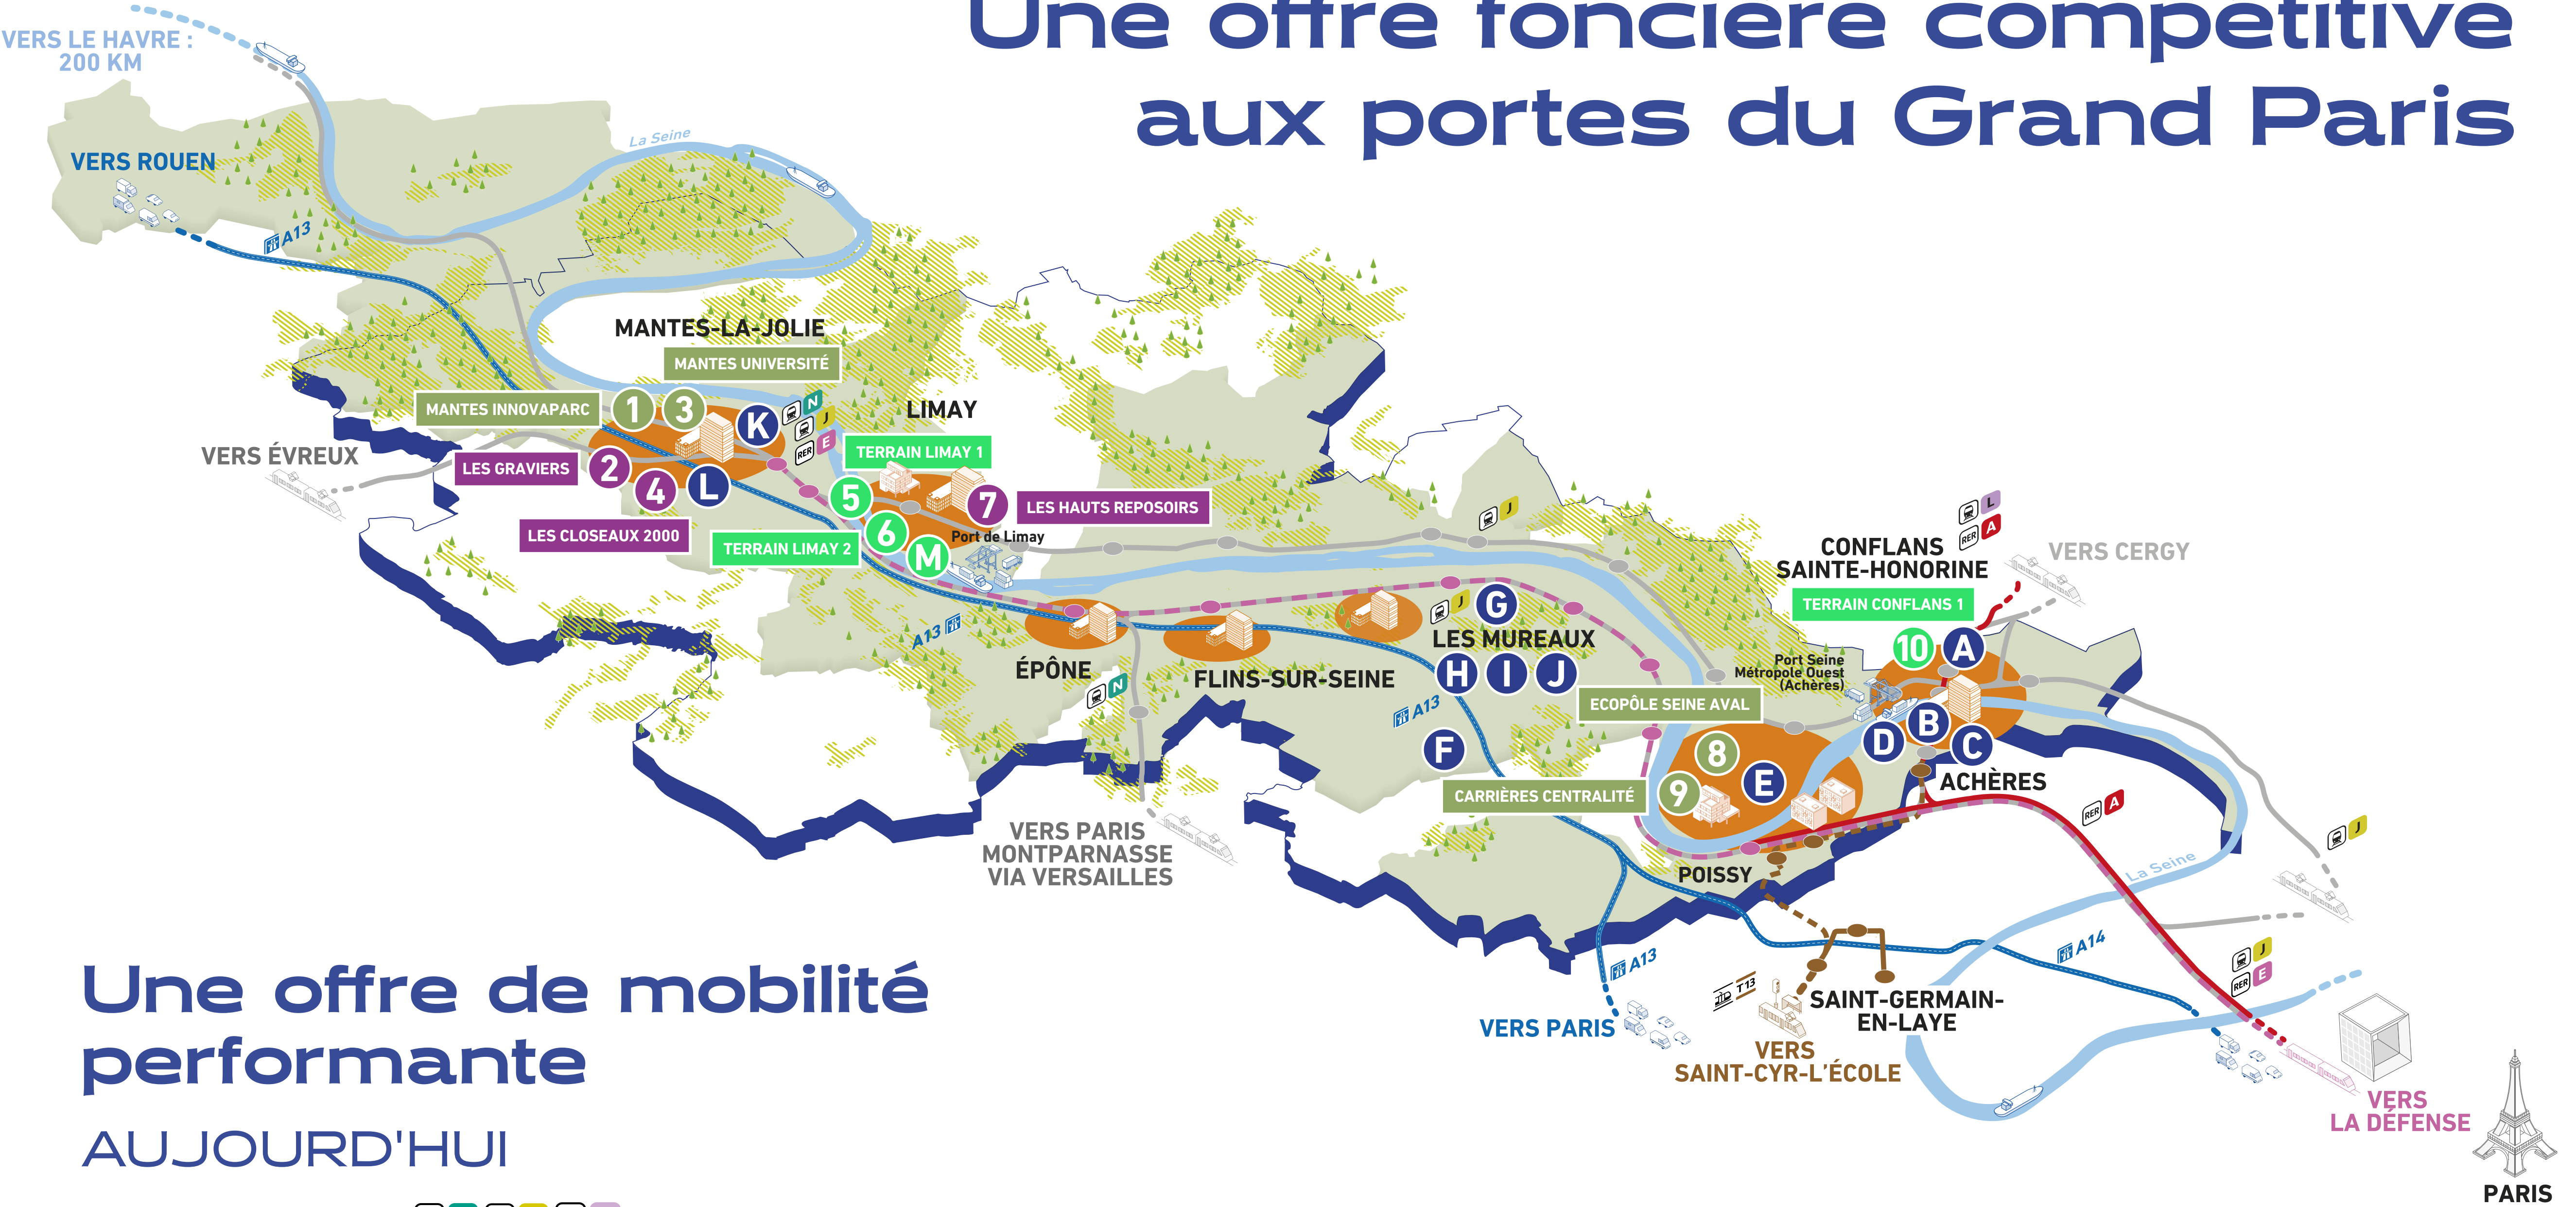 Une offre foncière compétitive
aux portes du Grand Paris
VERS LE HAVRE :
200 KM
VERS ROUEN
A13
La Seine
MANTES-LA-JOLIE
MANTES UNIVERSITÉ
MANTES INNOVAPARC
1
3
K
N
J
RER E
LIMAY
TERRAIN LIMAY 1
VERS ÉVREUX
LES GRAVIERS
2
4
L
5
7
LES HAUTS REPOSOIRS
LES CLOSEAUX 2000
TERRAIN LIMAY 2
6
M
Port de Limay
J
L
RER A
CONFLANS
SAINTE-HONORINE
VERS CERGY
TERRAIN CONFLANS 1
10
A
A13
ÉPÔNE
N
FLINS-SUR-SEINE
J
G
LES MUREAUX
H
I
J
A13
F
ECOPÔLE SEINE AVAL
Port Seine
Métropole Ouest
(Achères)
D
B
C
ACHÈRES
8
E
CARRIÈRES CENTRALITÉ
9
RER A
J
VERS PARIS
MONTPARNASSE
VIA VERSAILLES
POISSY
La Seine
A13
A14
J
RER E
T13
SAINT-GERMAIN-
EN-LAYE
VERS PARIS
VERS
SAINT-CYR-L'ÉCOLE
VERS
LA DÉFENSE
PARIS
Une offre de mobilité
performante
AUJOURD'HUI